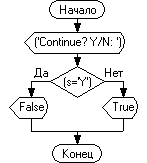 Начало
('Continue? Y/N: ')
Да
(s='Y')
Нет
False
True
Конец